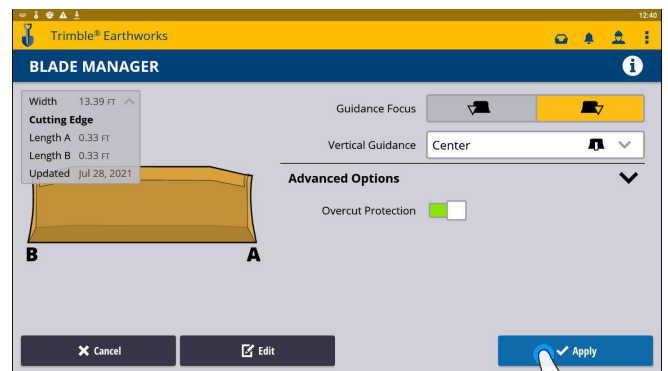 12:40
Trimble® Earthworks
BLADE MANAGER
Width 13.39 FT
Cutting Edge
Length A 0.33 FT
Length B 0.33 FT
Updated Jul 28, 2021
B A
Guidance Focus
Vertical Guidance Center
Advanced Options
Overcut Protection
Cancel Edit Apply